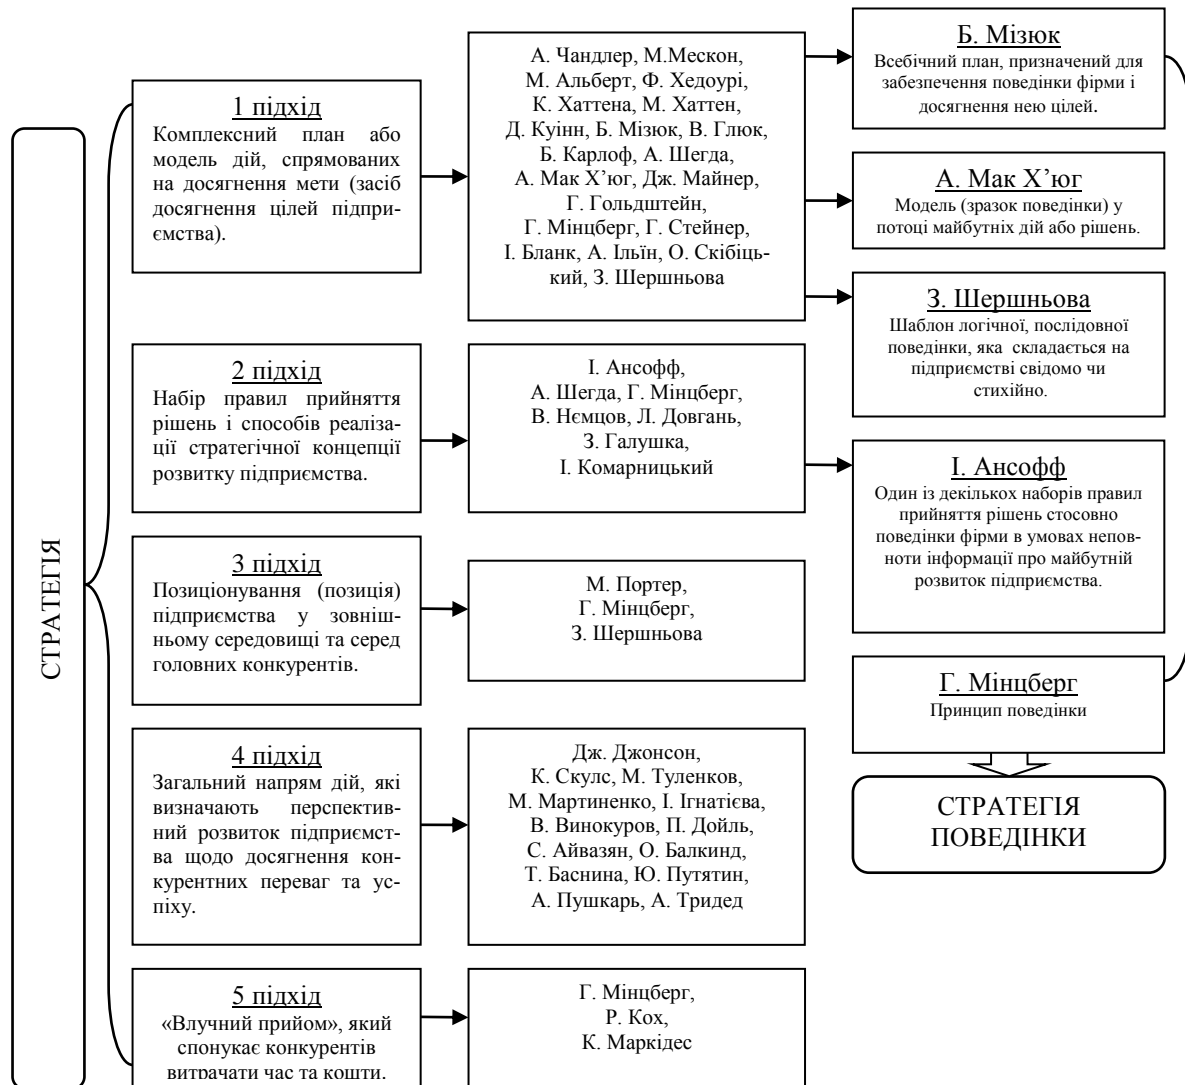 СТРАТЕГІЯ
1 підхід
Комплексний план або
модель дій, спрямованих
на досягнення мети (засіб
досягнення цілей підпри-
ємства).
А. Чандлер, М.Мескон,
М. Альберт, Ф. Хедоурі,
К. Хаттена, М. Хаттен,
Д. Куінн, Б. Мізюк, В. Глюк,
Б. Карлоф, А. Шегда,
А. Мак Х’юг, Дж. Майнер,
Г. Гольдштейн,
Г. Мінцберг, Г. Стейнер,
І. Бланк, А. Ільїн, О. Скібіць-
кий, З. Шершньова
Б. Мізюк
Всебічний план, призначений для
забезпечення поведінки фірми і
досягнення нею цілей.
А. Мак Х’юг
Модель (зразок поведінки) у
потоці майбутніх дій або рішень.
З. Шершньова
Шаблон логічної, послідовної
поведінки, яка складається на
підприємстві свідомо чи
стихійно.
2 підхід
Набір правил прийняття
рішень і способів реаліза-
ції стратегічної концепції
розвитку підприємства.
І. Ансофф,
А. Шегда, Г. Мінцберг,
В. Нємцов, Л. Довгань,
З. Галушка,
І. Комарницький
І. Ансофф
Один із декількох наборів правил
прийняття рішень стосовно
поведінки фірми в умовах непов-
ноти інформації про майбутній
розвиток підприємства.
3 підхід
Позиціонування (позиція)
підприємства у зовніш-
ньому середовищі та серед
головних конкурентів.
М. Портер,
Г. Мінцберг,
З. Шершньова
Г. Мінцберг
Принцип поведінки
4 підхід
Загальний напрям дій, які
визначають перспектив-
ний розвиток підприємст-
ва щодо досягнення кон-
курентних переваг та ус-
піху.
Дж. Джонсон,
К. Скулс, М. Туленков,
М. Мартиненко, І. Ігнатієва,
В. Винокуров, П. Дойль,
С. Айвазян, О. Балкинд,
Т. Баснина, Ю. Путятин,
А. Пушкарь, А. Тридед
СТРАТЕГІЯ
ПОВЕДІНКИ
5 підхід
«Влучний прийом», який
спонукає конкурентів
витрачати час та кошти.
Г. Мінцберг,
Р. Кох,
К. Маркідес